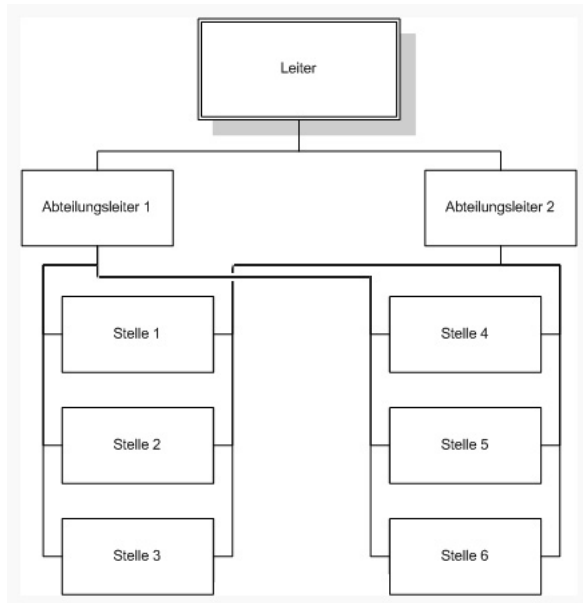 Leiter
Abteilungsleiter 1
Abteilungsleiter 2
Stelle 1
Stelle 4
Stelle 2
Stelle 5
Stelle 3
Stelle 6